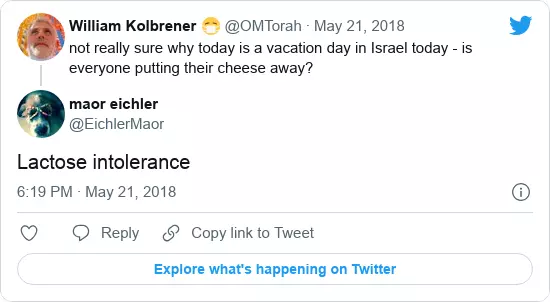 William Kolbrener 😷 @OMTorah · May 21, 2018
not really sure why today is a vacation day in Israel today - is
everyone putting their cheese away?
maor eichler
@EichlerMaor
Lactose intolerance
6:19 PM · May 21, 2018
Reply
Copy link to Tweet
Explore what's happening on Twitter